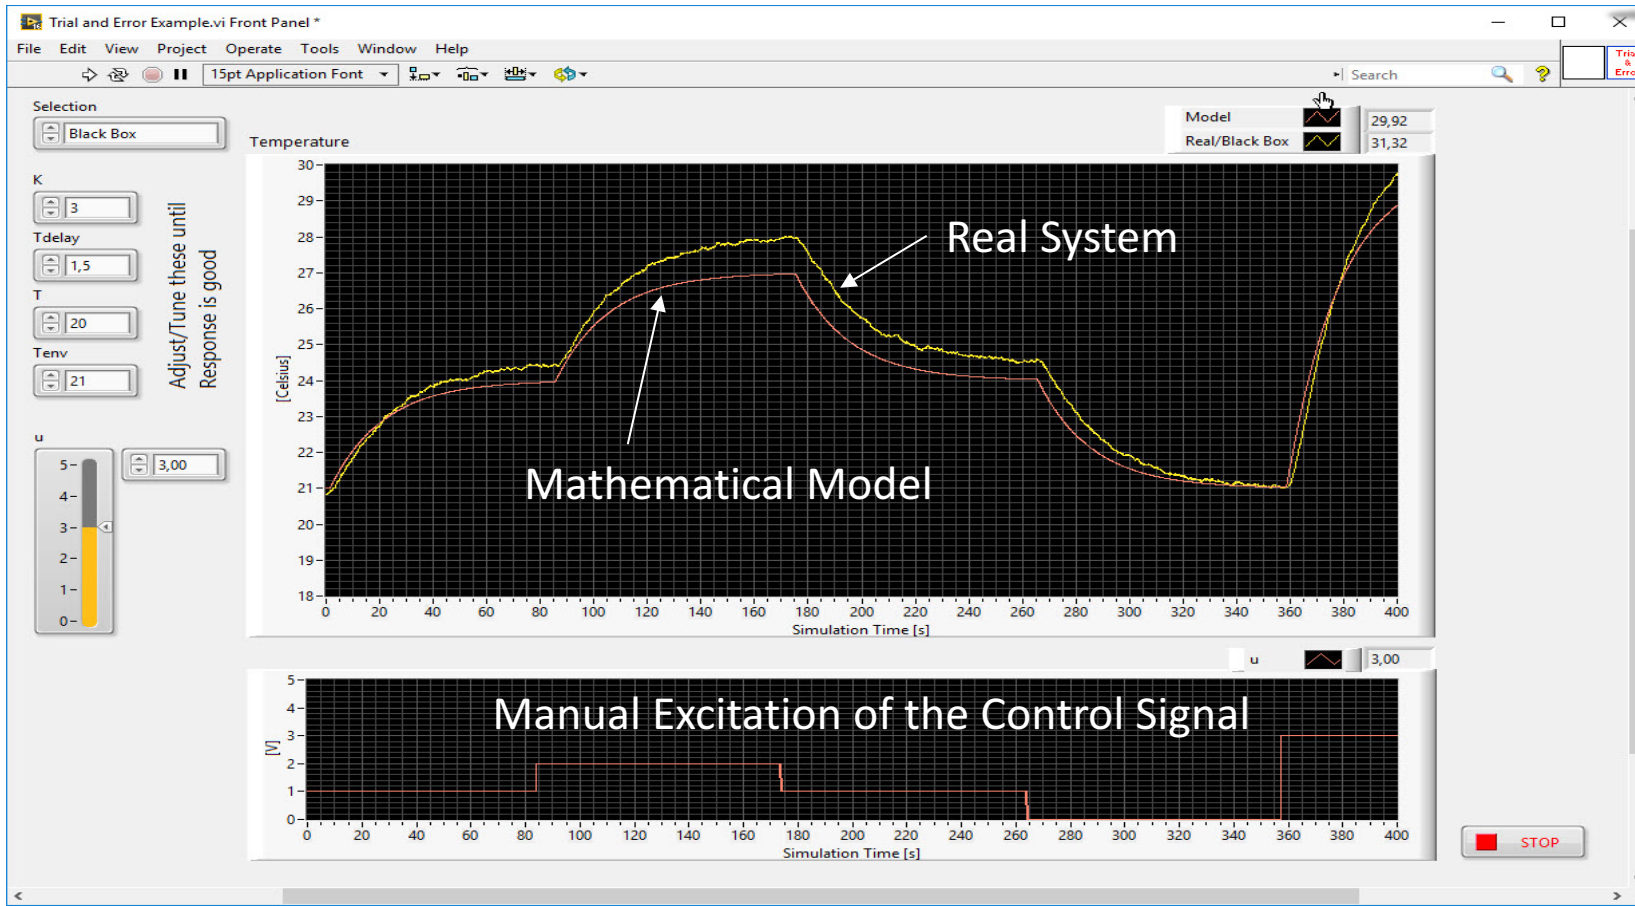 Trial and Error Example.vi Front Panel *
File Edit View Project Operate Tools Window Help
15pt Application Font
Search
Selection
Black Box
K
3
Tdelay
1,5
T
20
Tenv
21
Adjust/Tune these until
Response is good
u
5
4
3
2
1
0
3,00
Temperature
Model 29,92
Real/Black Box 31,32
30
29
28
27
26
25
24
23
22
21
20
19
18
[Celsius]
Real System
Mathematical Model
0 20 40 60 80 100 120 140 160 180 200 220 240 260 280 300 320 340 360 380 400
Simulation Time [s]
u 3,00
5
4
3
2
1
0
[V]
Manual Excitation of the Control Signal
0 20 40 60 80 100 120 140 160 180 200 220 240 260 280 300 320 340 360 380 400
Simulation Time [s]
STOP